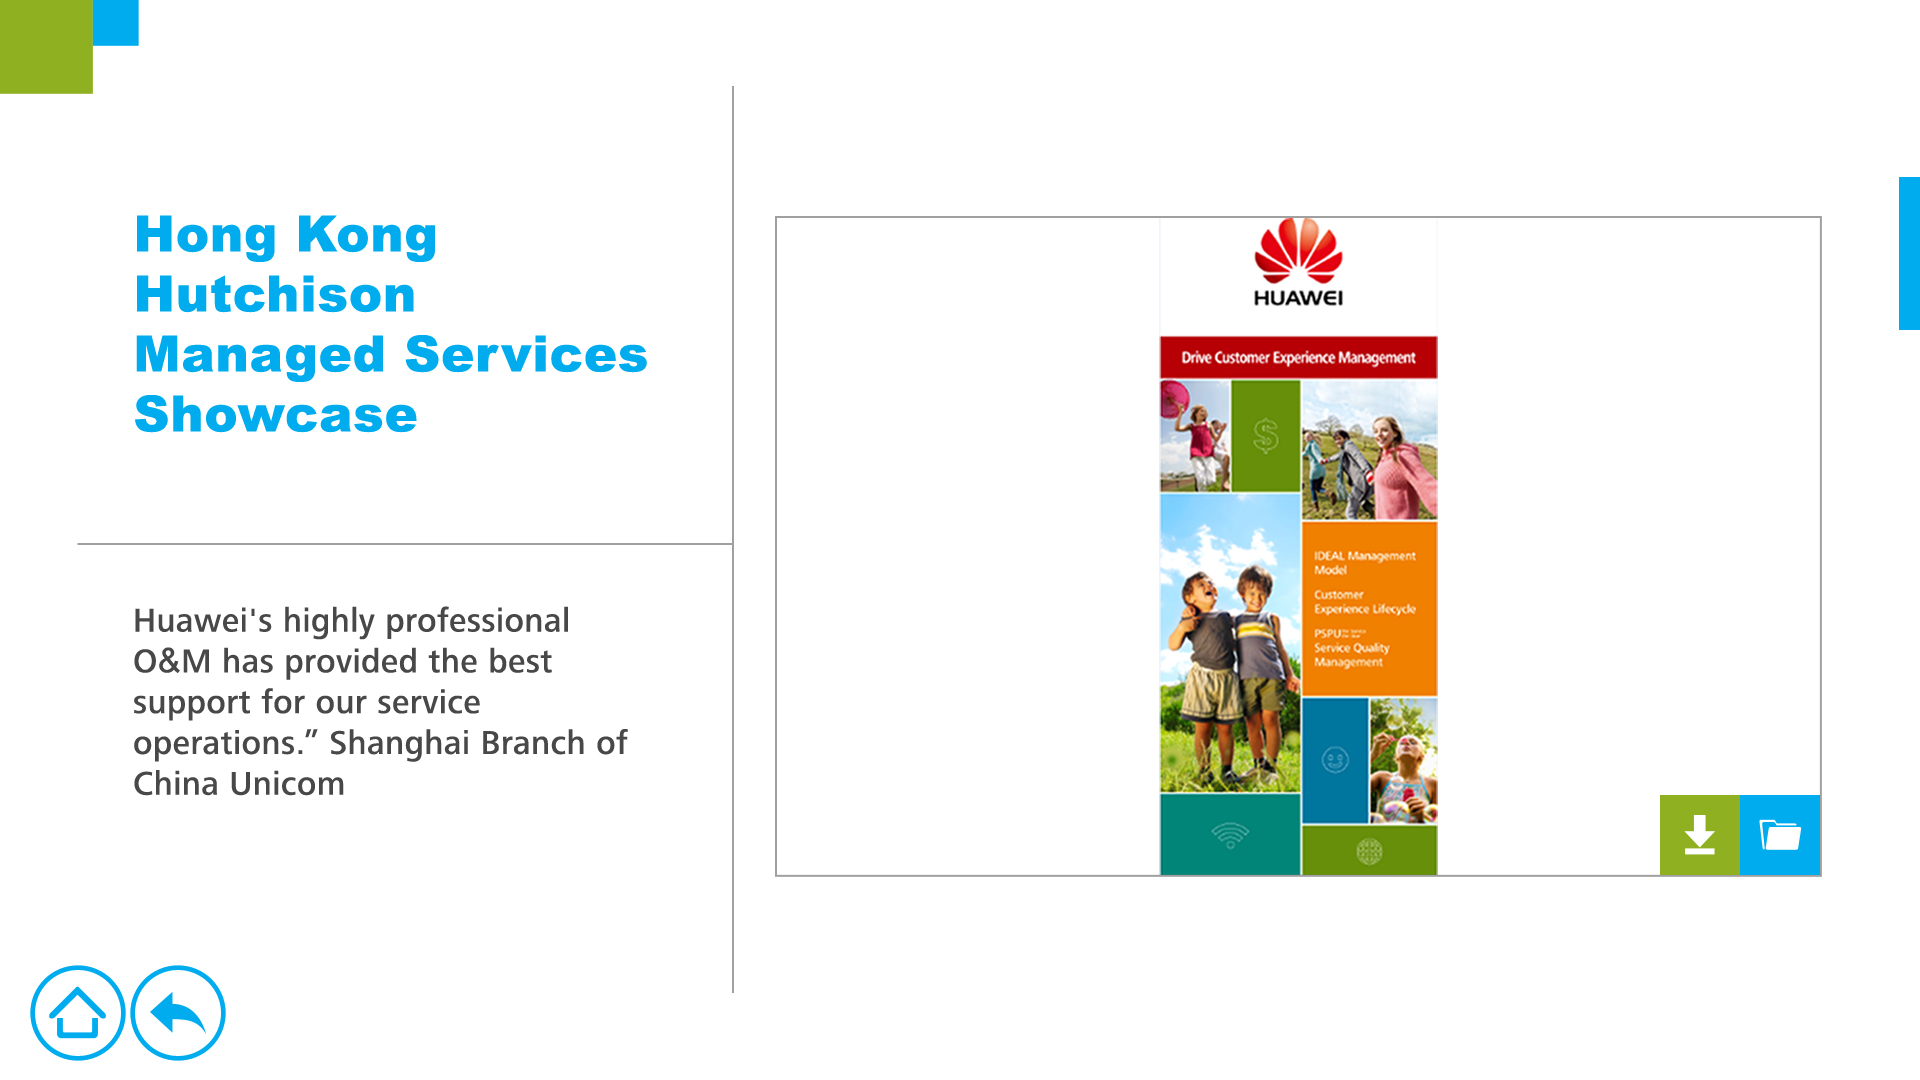 Hong Kong
Hutchison
Managed Services
Showcase
Huawei's highly professional
O&M has provided the best
support for our service
operations.” Shanghai Branch of
China Unicom
HUAWEI
Drive Customer Experience Management
$
IDEAL Management
Model
Customer
Experience Lifecycle
PSPU
Service Quality
Management